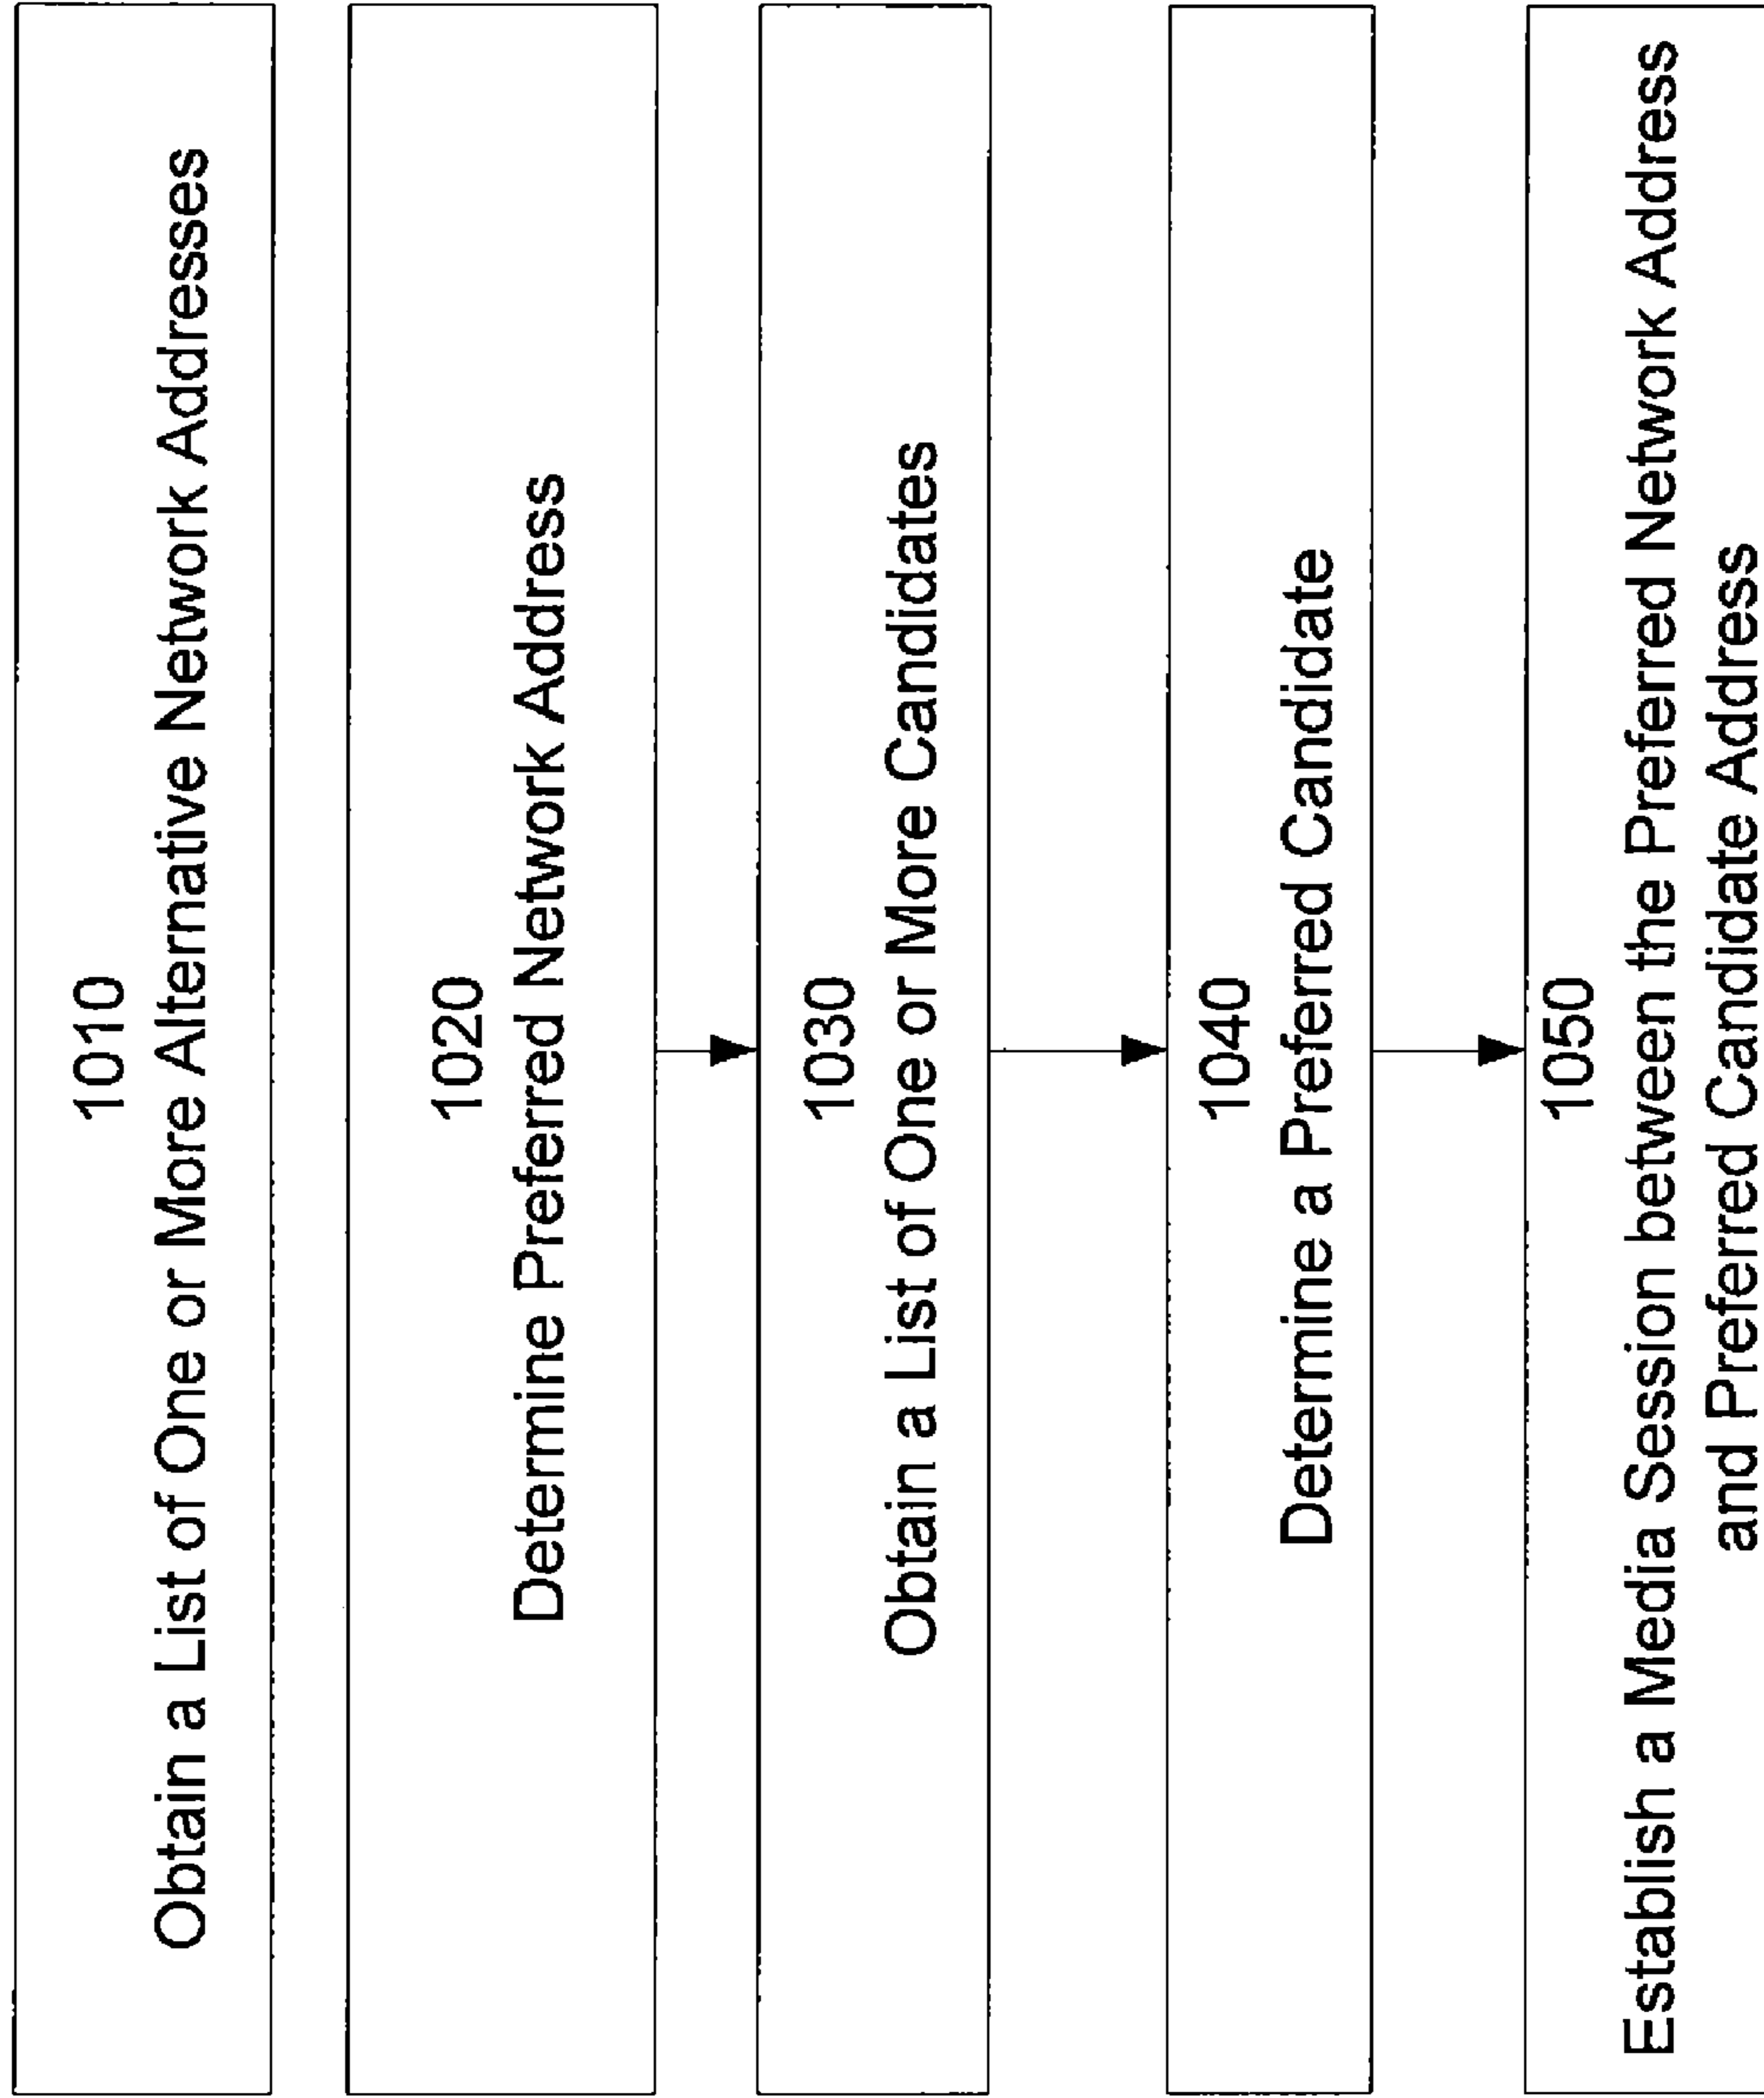 1010
Obtain a List of One or More Alternative Network Addresses
1020
Determine Preferred Network Address
1030
Obtain a List of One or More Candidates
1040
Determine a Preferred Candidate
1050
Establish a Media Session between the Preferred Network Address
and Preferred Candidate Address